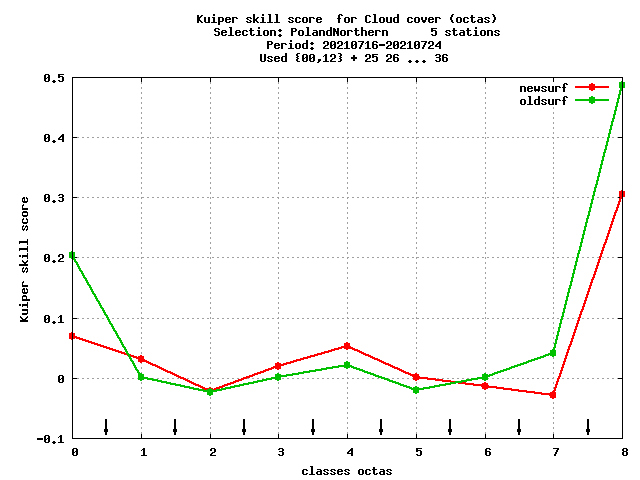 Kuiper skill score  for Cloud cover (octas)
Selection: PolandNorthern      5 stations
Period: 20210716-20210724
Used {00,12} + 25 26 ... 36
newsurf
oldsurf
0.5
0.4
0.3
0.2
0.1
0
-0.1
Kuiper skill score
0 1 2 3 4 5 6 7 8
classes octas